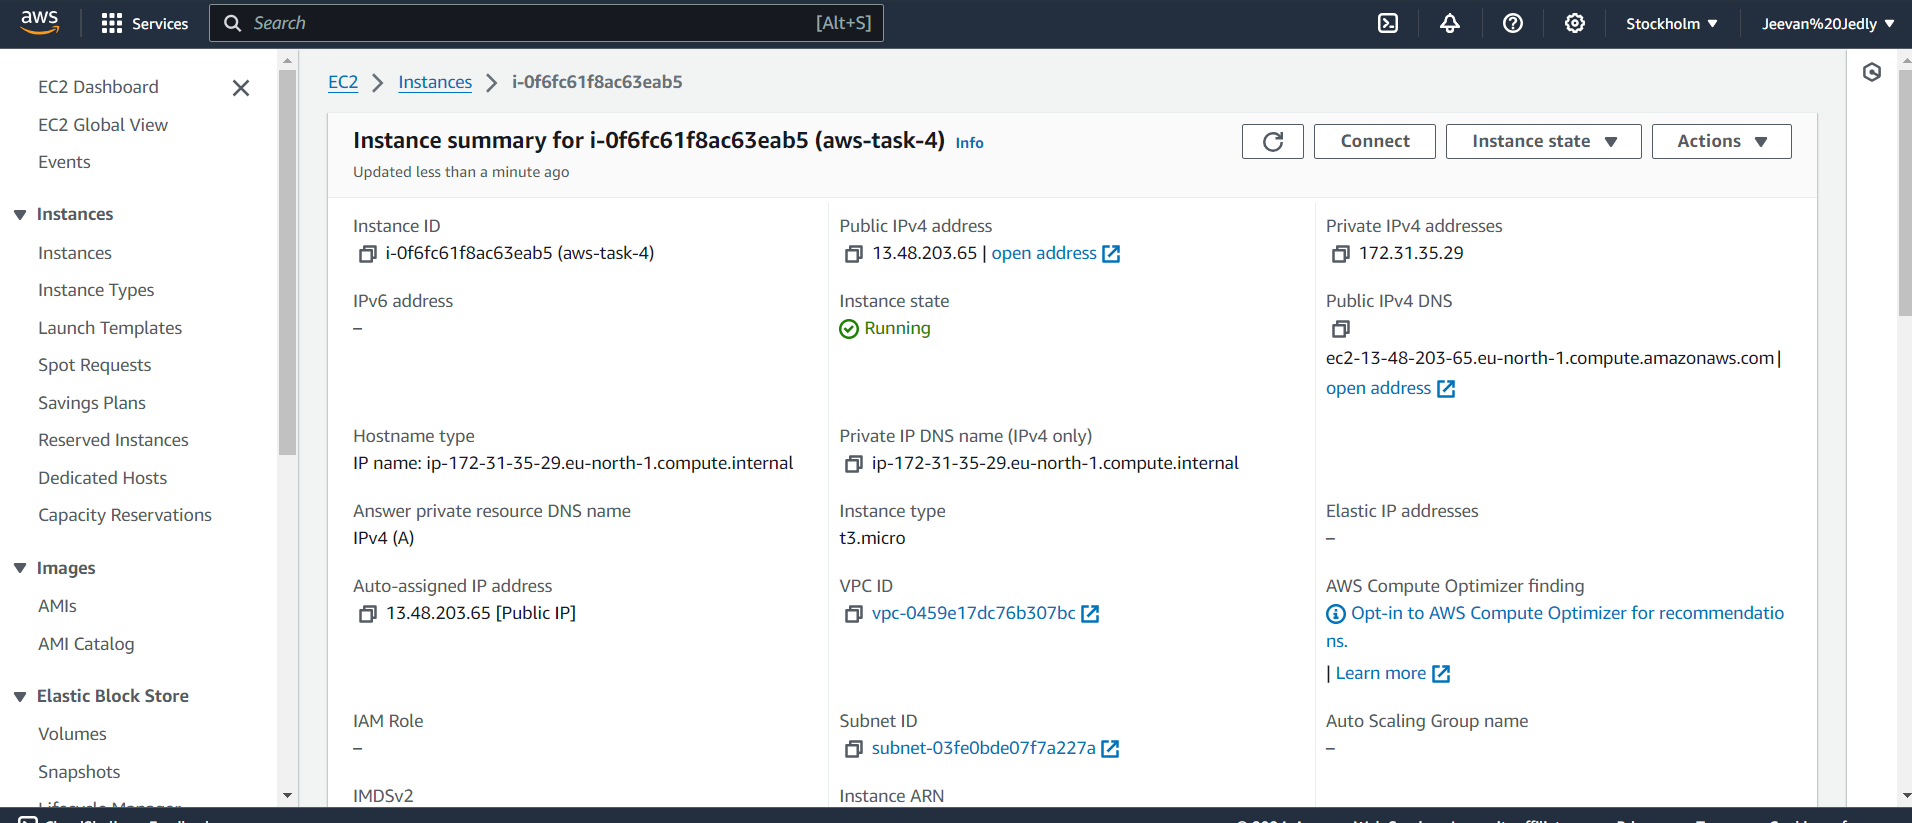 aws
Services
Search
[Alt+S]
Stockholm
Jeevan%20Jedly
EC2 Dashboard
EC2 Global View
Events
Instances
Instances
Instance Types
Launch Templates
Spot Requests
Savings Plans
Reserved Instances
Dedicated Hosts
Capacity Reservations
Images
AMIs
AMI Catalog
Elastic Block Store
Volumes
Snapshots
EC2
Instances
i-0f6fc61f8ac63eab5
Instance summary for i-0f6fc61f8ac63eab5 (aws-task-4) Info
Updated less than a minute ago
Connect
Instance state
Actions
Instance ID
i-0f6fc61f8ac63eab5 (aws-task-4)
Public IPv4 address
13.48.203.65 | open address
Private IPv4 addresses
172.31.35.29
IPv6 address
–
Instance state
Running
Public IPv4 DNS
ec2-13-48-203-65.eu-north-1.compute.amazonaws.com |
open address
Hostname type
IP name: ip-172-31-35-29.eu-north-1.compute.internal
Private IP DNS name (IPv4 only)
ip-172-31-35-29.eu-north-1.compute.internal
Answer private resource DNS name
IPv4 (A)
Instance type
t3.micro
Elastic IP addresses
–
Auto-assigned IP address
13.48.203.65 [Public IP]
VPC ID
vpc-0459e17dc76b307bc
AWS Compute Optimizer finding
Opt-in to AWS Compute Optimizer for recommendatio
ns.
| Learn more
IAM Role
–
Subnet ID
subnet-03fe0bde07f7a227a
Auto Scaling Group name
–
IMDSv2
Instance ARN